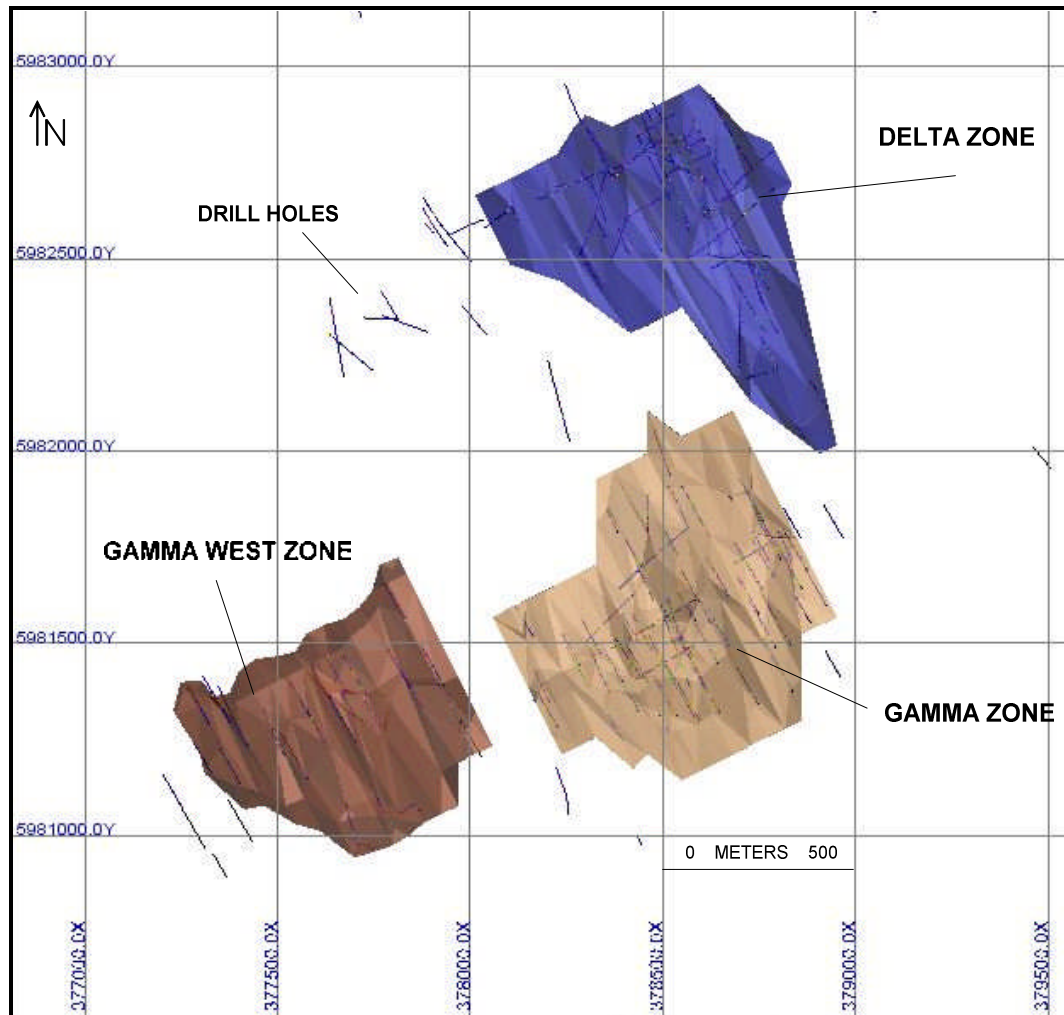 5983000.0Y
N
DELTA ZONE
DRILL HOLES
5982500.0Y
5982000.0Y
GAMMA WEST ZONE
5981500.0Y
GAMMA ZONE
5981000.0Y
0 METERS 500
377000.0X
377500.0X
378000.0X
378500.0X
379000.0X
379500.0X